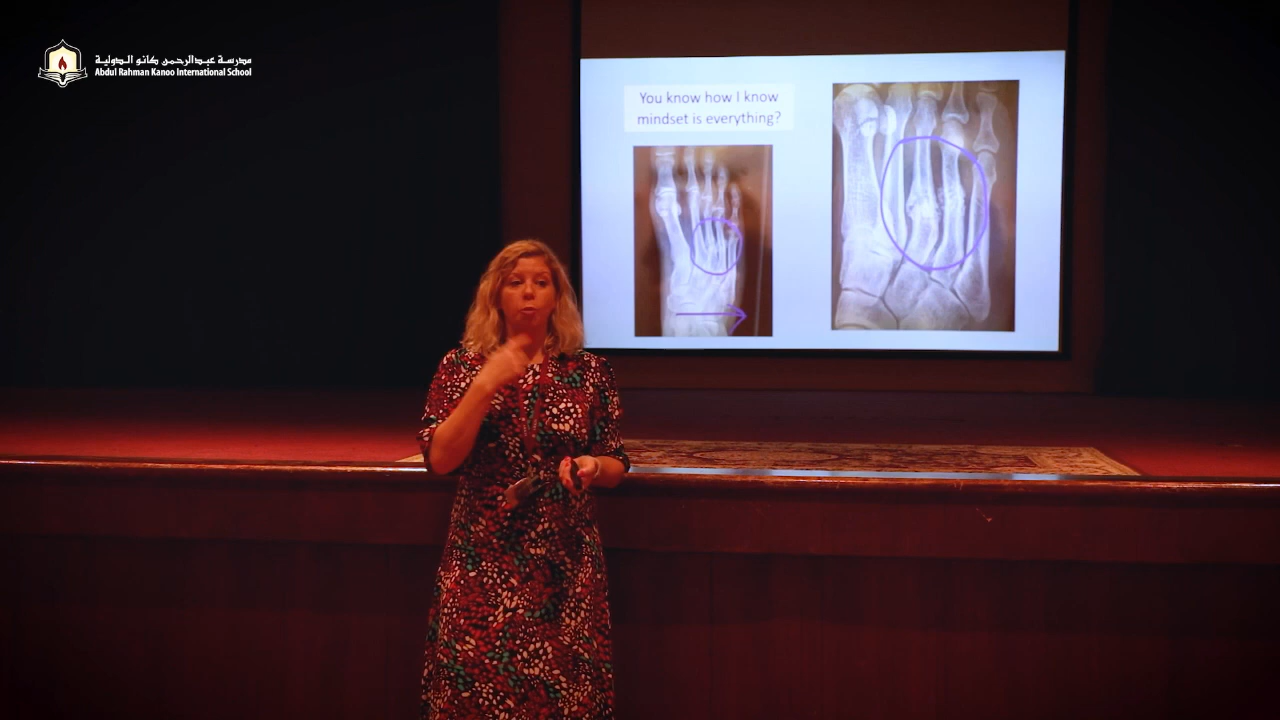 مدرسة عبدالرحمن كانو الدولية
Abdul Rahman Kanoo International School
You know how I know
mindset is everything?